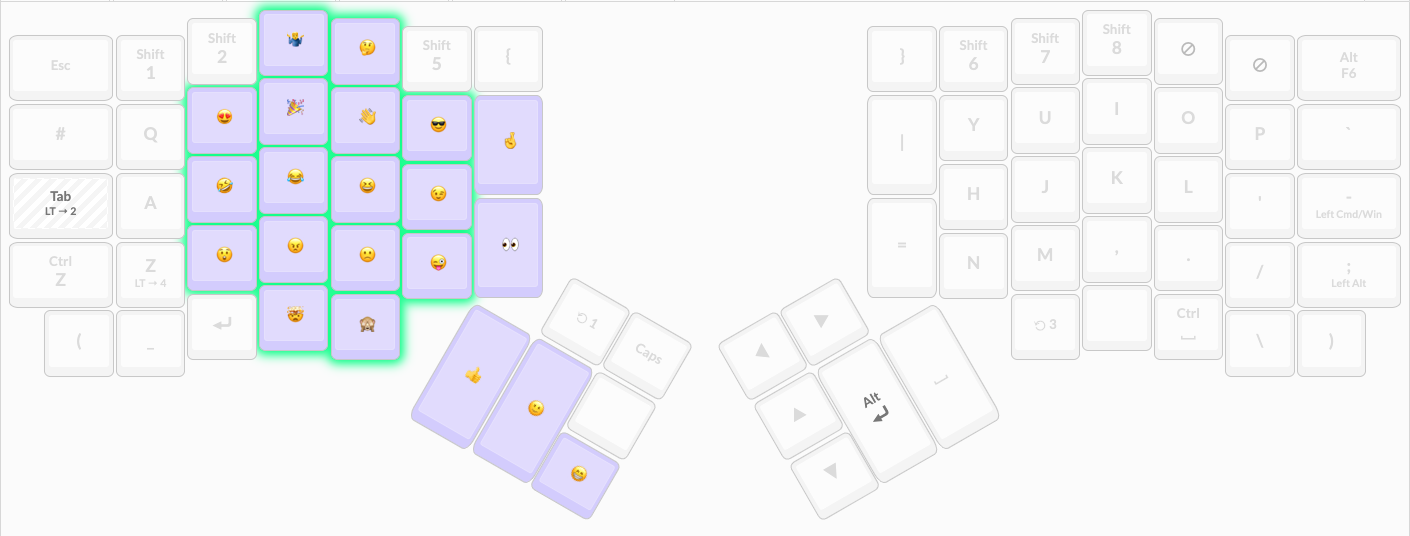 Esc
Shift
1
Shift
2
🤷‍♂️
🤔
Shift
5
{
}
Shift
6
Shift
7
Shift
8
Alt
F6
#
Q
😍
🎉
👋
😎
🤞
|
Y
U
I
O
P
`
Tab
LT → 2
A
🤣
😂
😆
😉
H
J
K
L
'
-
Left Cmd/Win
Ctrl
Z
Z
LT → 4
😲
😠
🙁
😜
👀
=
N
M
,
.
/
;
Left Alt
(
_
🤯
🙈
3
Ctrl
\
)
👍
🙂
1
Caps
😁
▲
▼
▶
◀
Alt